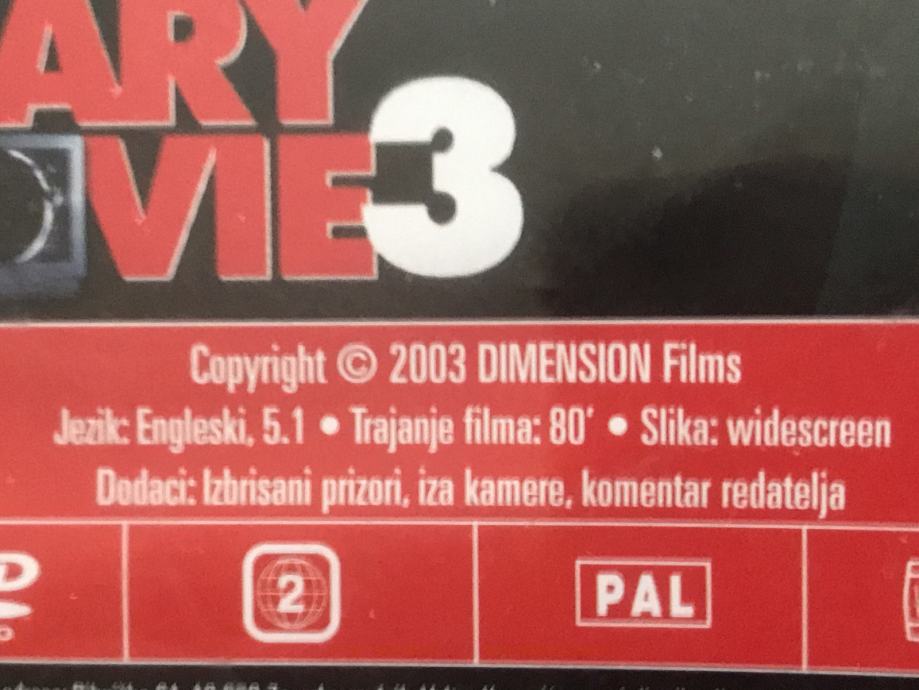 ARY
VIE3
Copyright © 2003 DIMENSION Films
Jezik: Engleski, 5.1 • Trajanje filma: 80' • Slika: widescreen
Dodaci: Izbrisani prizori, iza kamere, komentar redatelja
2 PAL